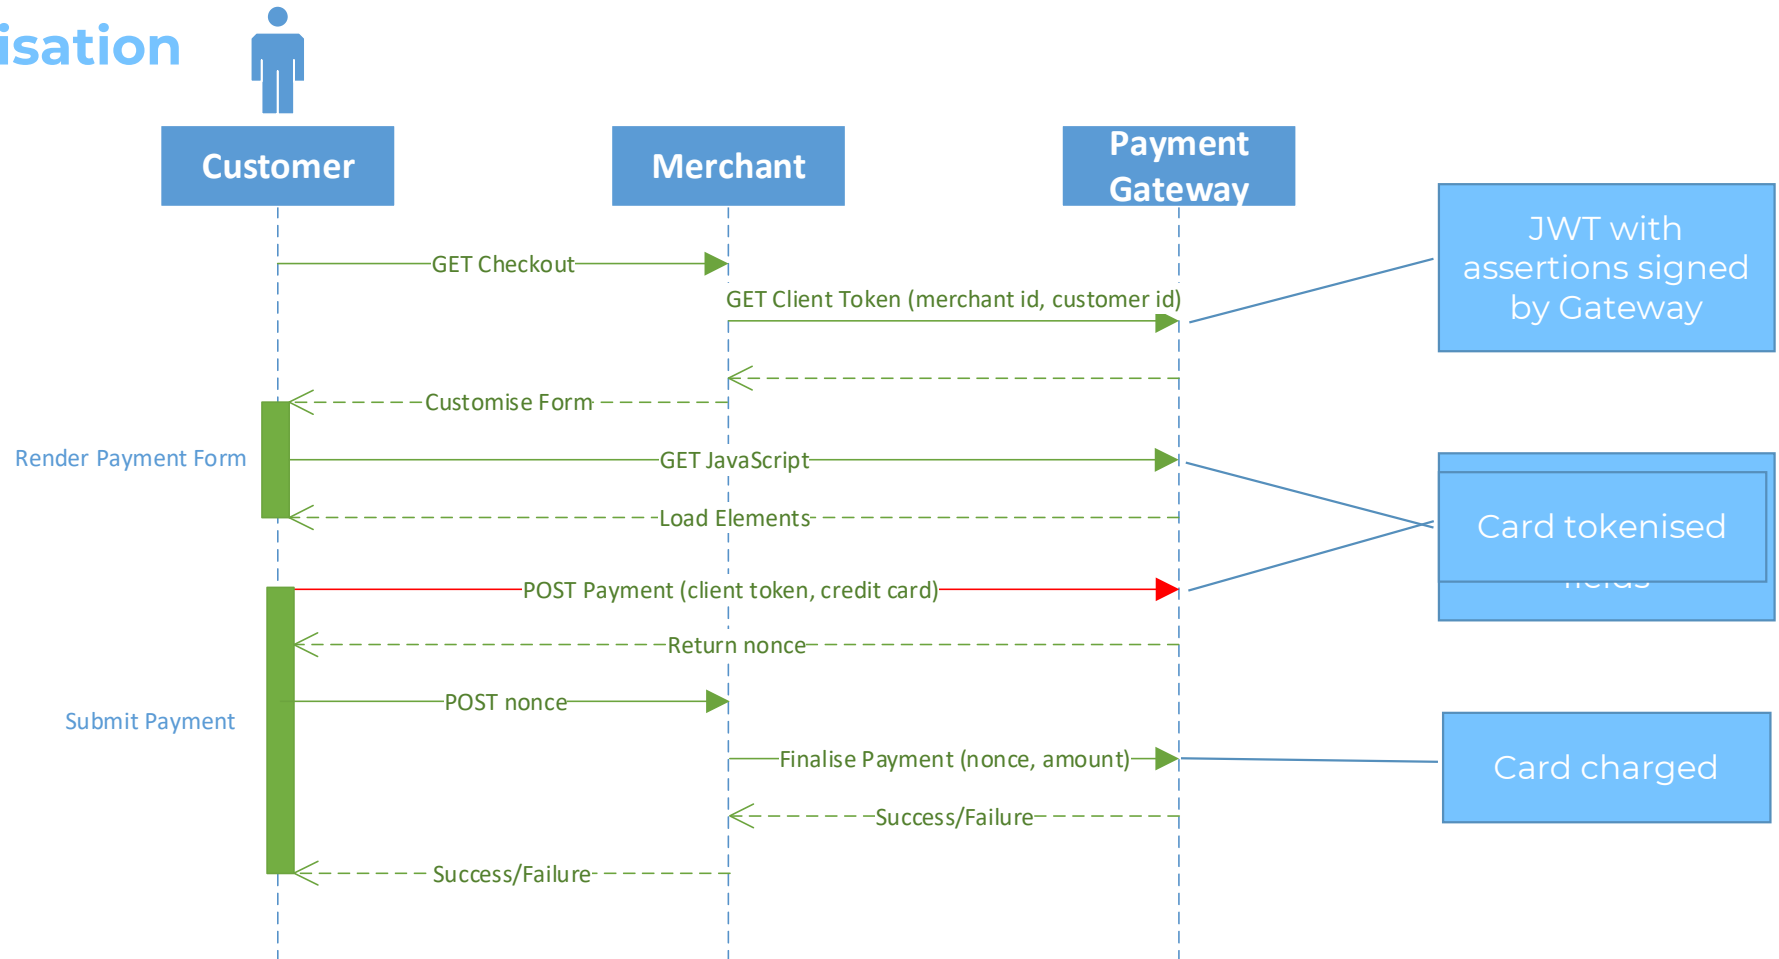 isation
Customer
Merchant
Payment
Gateway
JWT with
assertions signed
by Gateway
GET Checkout
GET Client Token (merchant id, customer id)
Customise Form
Render Payment Form
GET JavaScript
Load Elements
Card tokenised
fields
POST Payment (client token, credit card)
Return nonce
POST nonce
Submit Payment
Finalise Payment (nonce, amount)
Card charged
Success/Failure
Success/Failure